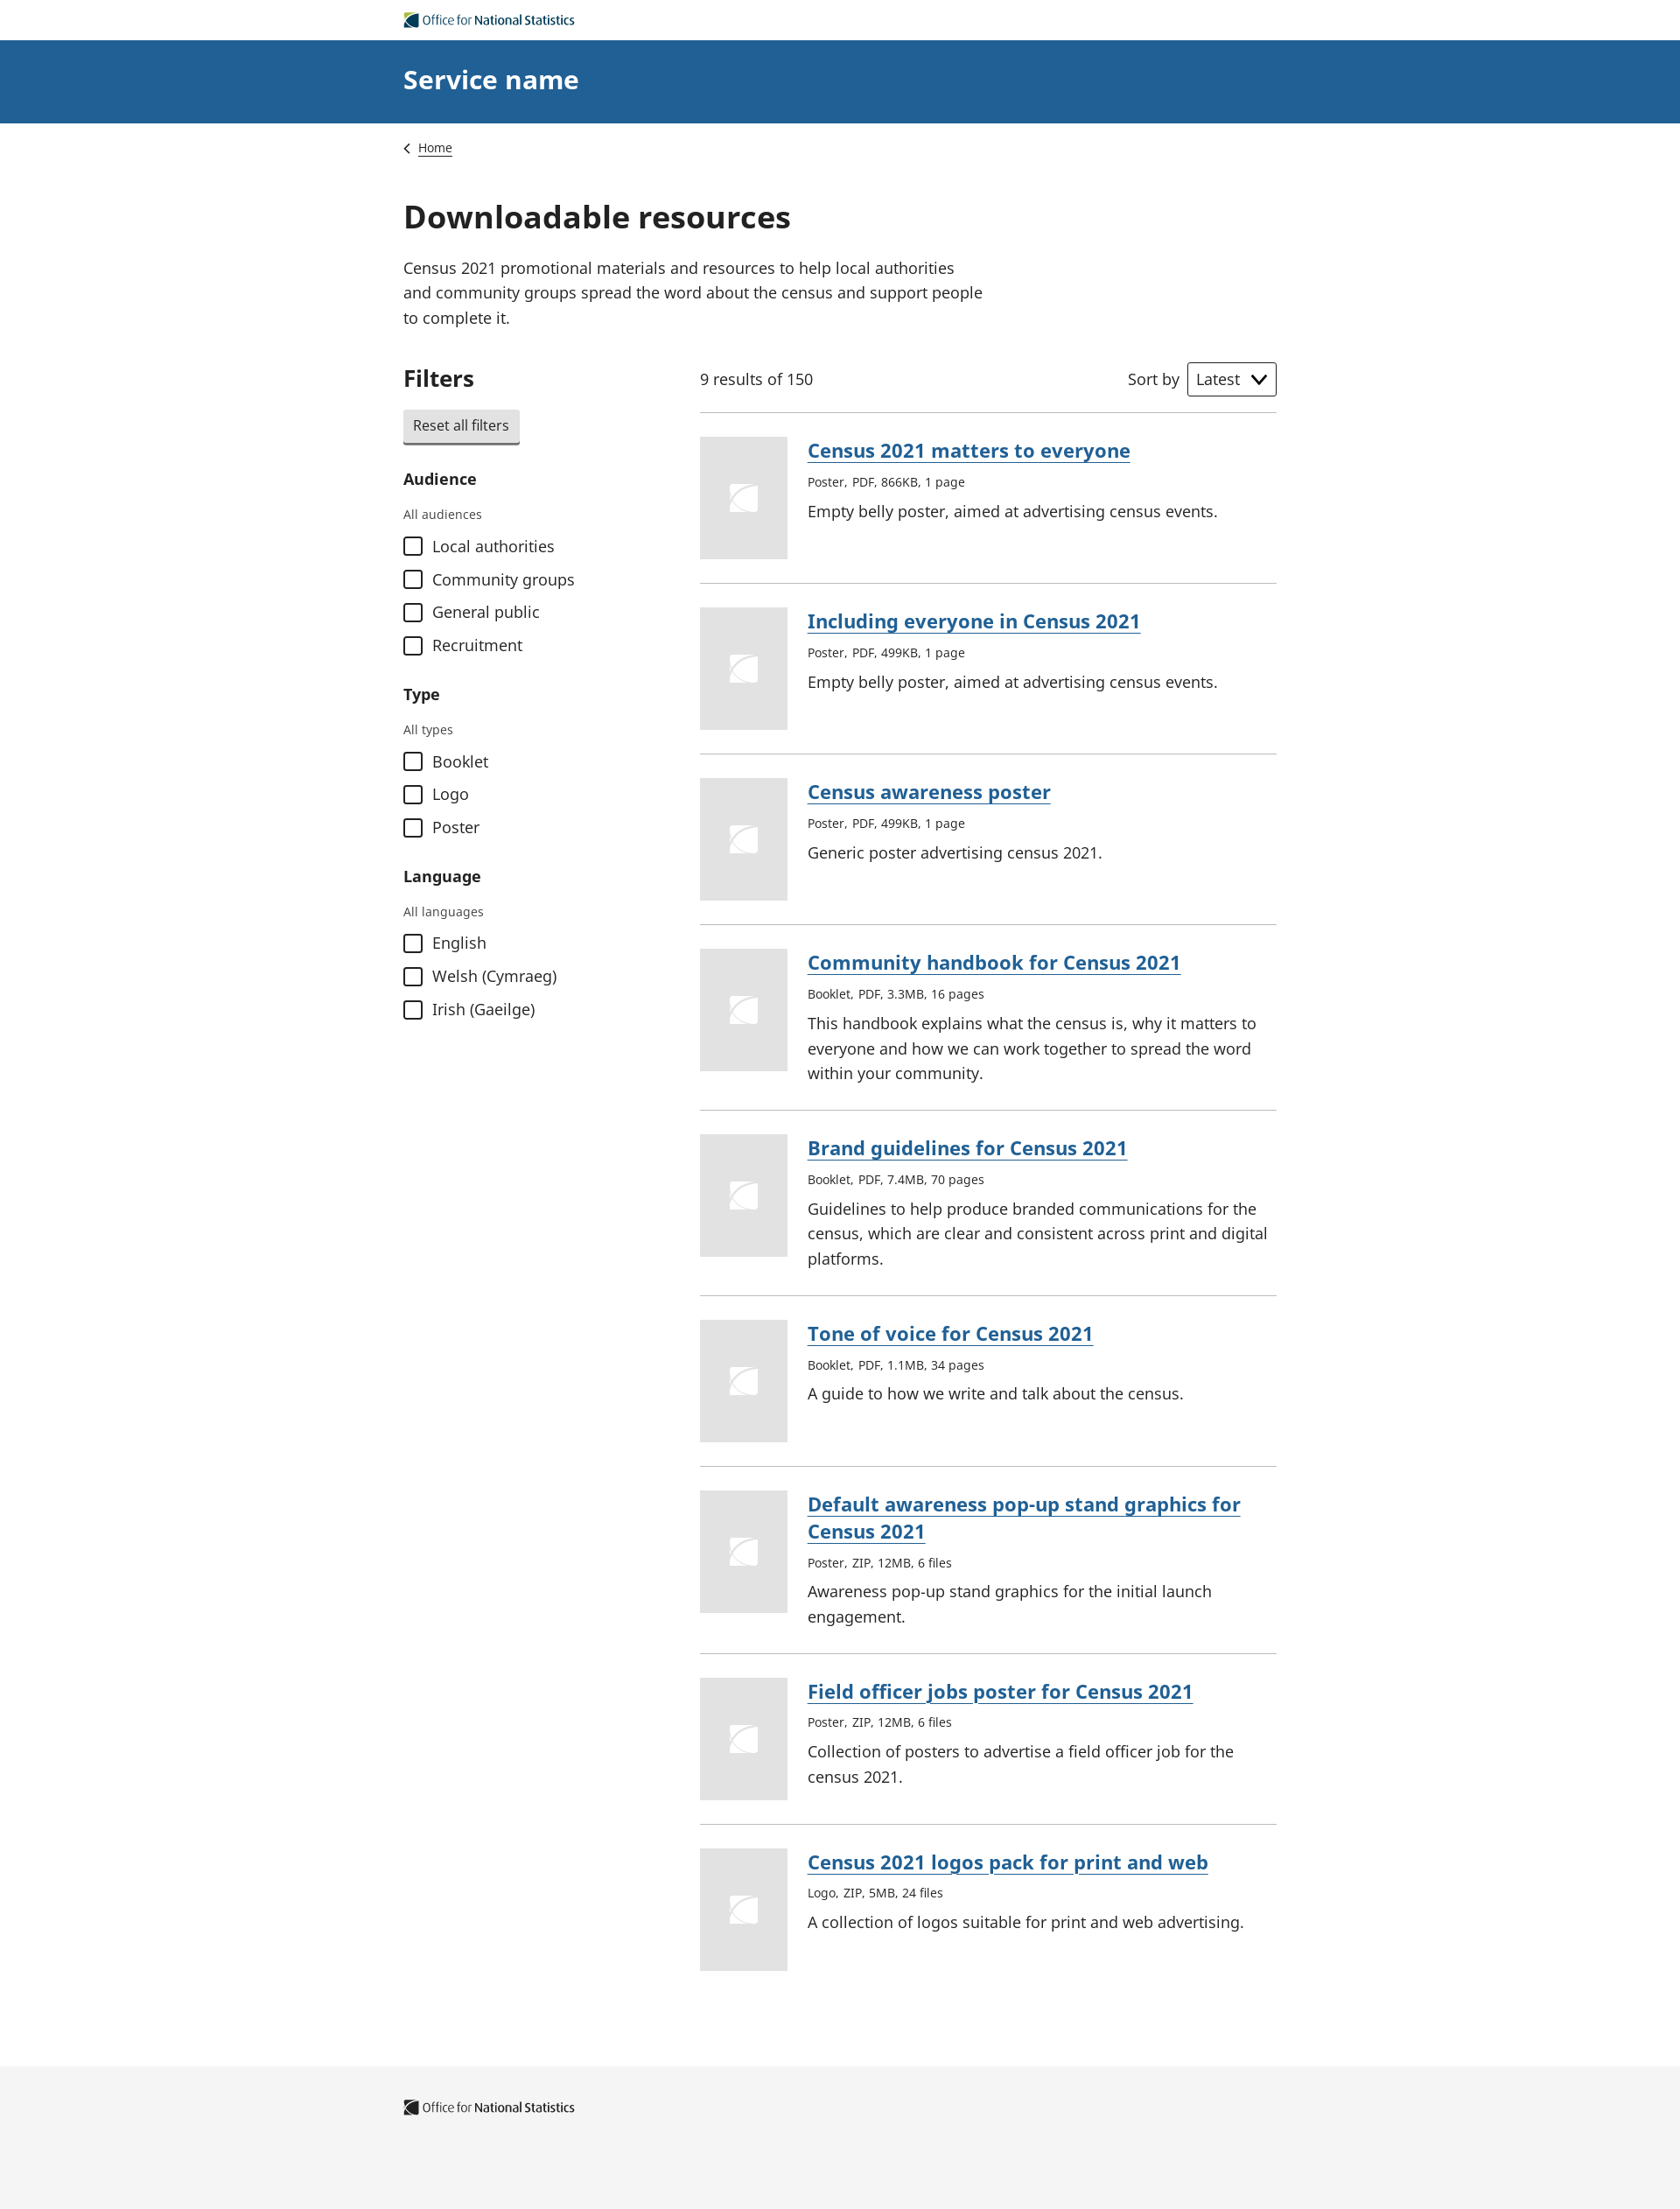 Office for National Statistics
Service name
Home
Downloadable resources
Census 2021 promotional materials and resources to help local authorities
and community groups spread the word about the census and support people
to complete it.
Filters
Reset all filters
Audience
All audiences
Local authorities
Community groups
General public
Recruitment
Type
All types
Booklet
Logo
Poster
Language
All languages
English
Welsh (Cymraeg)
Irish (Gaeilge)
9 results of 150
Sort by Latest
Census 2021 matters to everyone
Poster, PDF, 866KB, 1 page
Empty belly poster, aimed at advertising census events.
Including everyone in Census 2021
Poster, PDF, 499KB, 1 page
Empty belly poster, aimed at advertising census events.
Census awareness poster
Poster, PDF, 499KB, 1 page
Generic poster advertising census 2021.
Community handbook for Census 2021
Booklet, PDF, 3.3MB, 16 pages
This handbook explains what the census is, why it matters to
everyone and how we can work together to spread the word
within your community.
Brand guidelines for Census 2021
Booklet, PDF, 7.4MB, 70 pages
Guidelines to help produce branded communications for the
census, which are clear and consistent across print and digital
platforms.
Tone of voice for Census 2021
Booklet, PDF, 1.1MB, 34 pages
A guide to how we write and talk about the census.
Default awareness pop-up stand graphics for
Census 2021
Poster, ZIP, 12MB, 6 files
Awareness pop-up stand graphics for the initial launch
engagement.
Field officer jobs poster for Census 2021
Poster, ZIP, 12MB, 6 files
Collection of posters to advertise a field officer job for the
census 2021.
Census 2021 logos pack for print and web
Logo, ZIP, 5MB, 24 files
A collection of logos suitable for print and web advertising.
Office for National Statistics